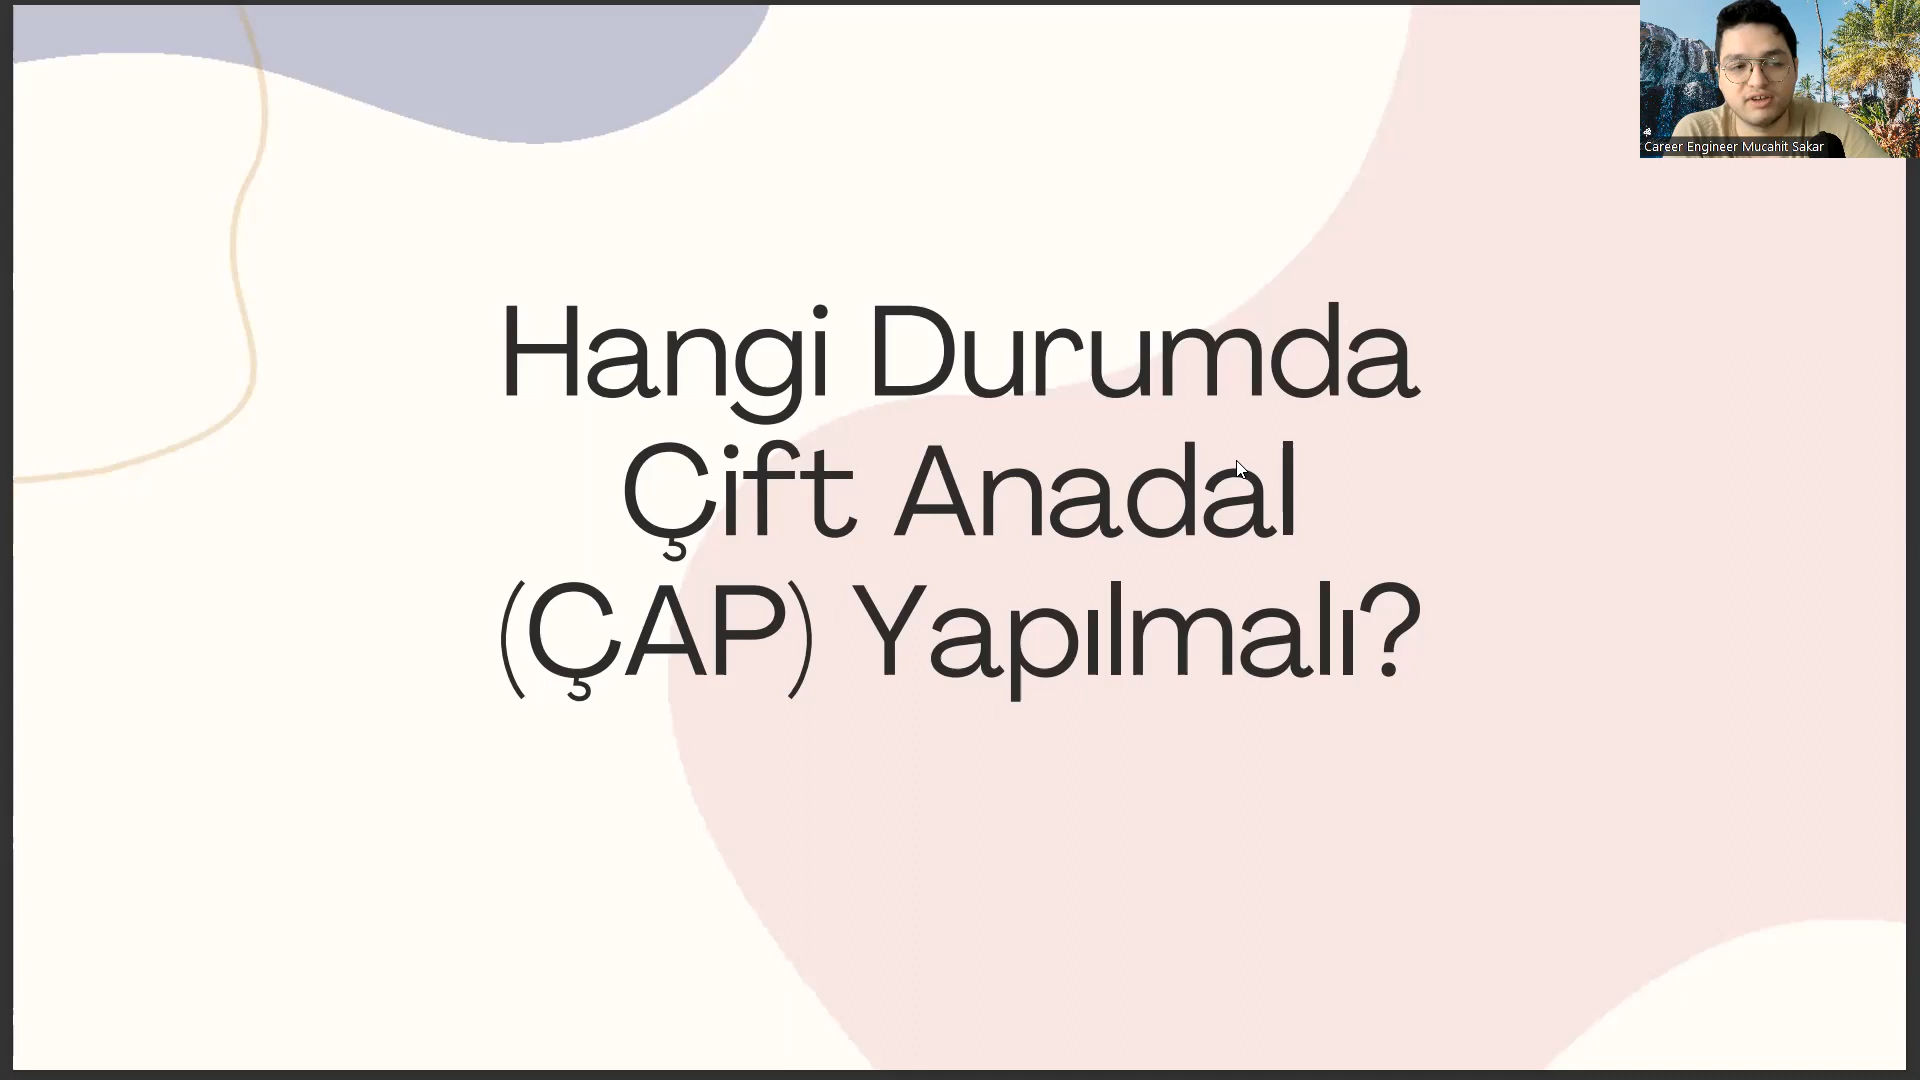 Career Engineer Mucahit Sakar
Hangi Durumda
Çift Anadal
(ÇAP) Yapılmalı?